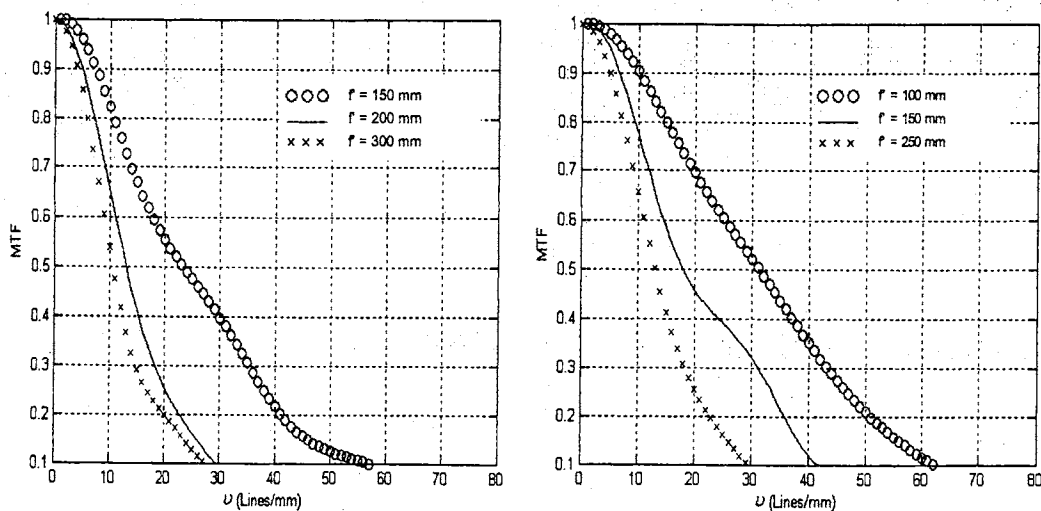 1
0.9
0.8
0.7
0.6
0.5
0.4
0.3
0.2
0.1
MTF
0 10 20 30 40 50 60 70 80
υ (Lines/mm)
f' = 150 mm
f' = 200 mm
f' = 300 mm
1
0.9
0.8
0.7
0.6
0.5
0.4
0.3
0.2
0.1
MTF
0 10 20 30 40 50 60 70 80
υ (Lines/mm)
f' = 100 mm
f' = 150 mm
f' = 250 mm